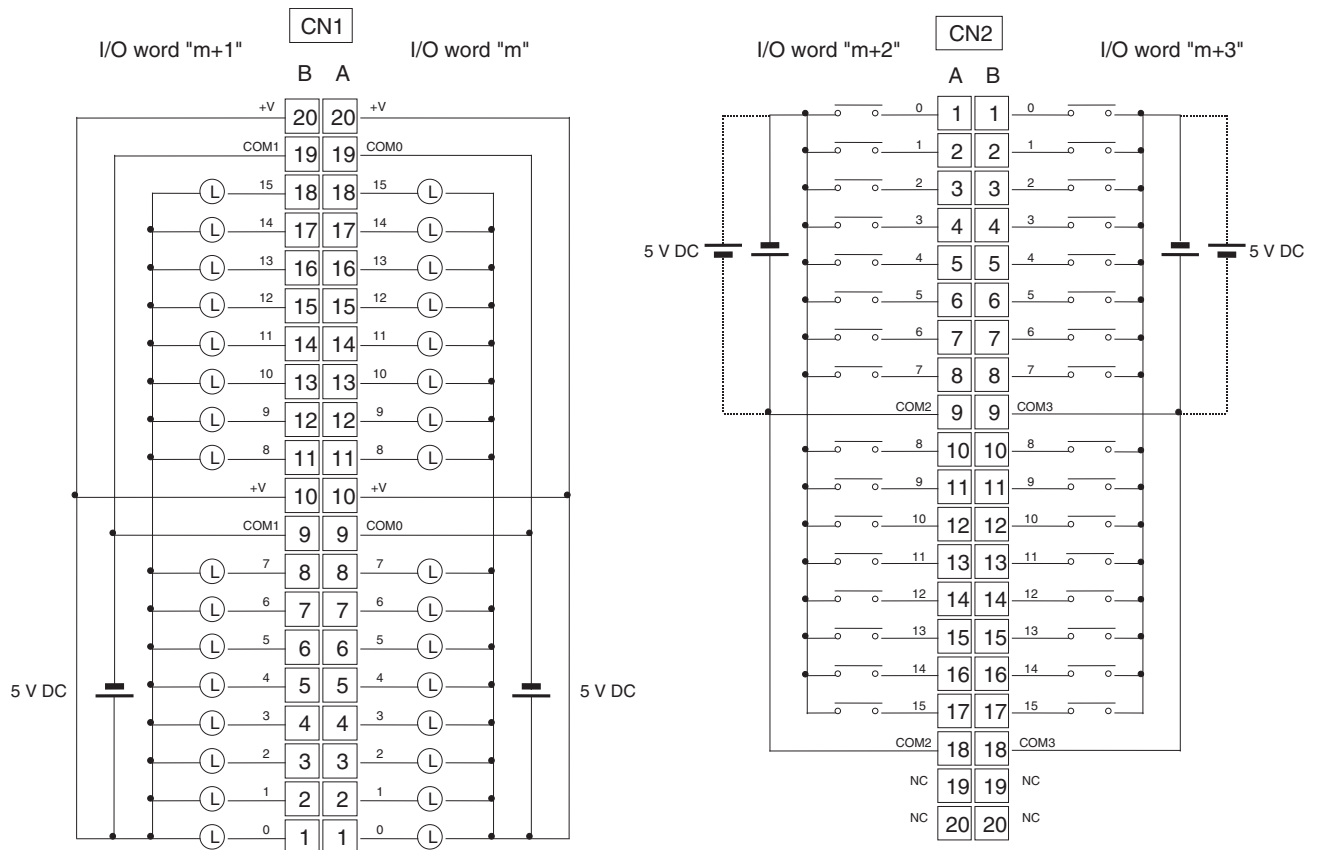 CN1
I/O word "m+1" I/O word "m"
B A
+V 20 20 +V
COM1 19 19 COM0
L 15 18 18 15 L
L 14 17 17 14 L
L 13 16 16 13 L
L 12 15 15 12 L
L 11 14 14 11 L
L 10 13 13 10 L
L 9 12 12 9 L
L 8 11 11 8 L
+V 10 10 +V
COM1 9 9 COM0
L 7 8 8 7 L
L 6 7 7 6 L
L 5 6 6 5 L
5 V DC L 4 5 5 4 L 5 V DC
L 3 4 4 3 L
L 2 3 3 2 L
L 1 2 2 1 L
L 0 1 1 0 L
CN2
I/O word "m+2" I/O word "m+3"
A B
0 1 1 0
1 2 2 1
2 3 3 2
3 4 4 3
5 V DC 4 5 5 4 5 V DC
5 6 6 5
6 7 7 6
7 8 8 7
COM2 9 9 COM3
8 10 10 8
9 11 11 9
10 12 12 10
11 13 13 11
12 14 14 12
13 15 15 13
14 16 16 14
15 17 17 15
COM2 18 18 COM3
NC 19 19 NC
NC 20 20 NC